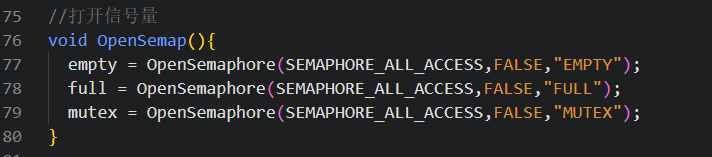 75 //打开信号量
76 void OpenSemap(){
77 empty = OpenSemaphore(SEMAPHORE_ALL_ACCESS,FALSE,"EMPTY");
78 full = OpenSemaphore(SEMAPHORE_ALL_ACCESS,FALSE,"FULL");
79 mutex = OpenSemaphore(SEMAPHORE_ALL_ACCESS,FALSE,"MUTEX");
80 }